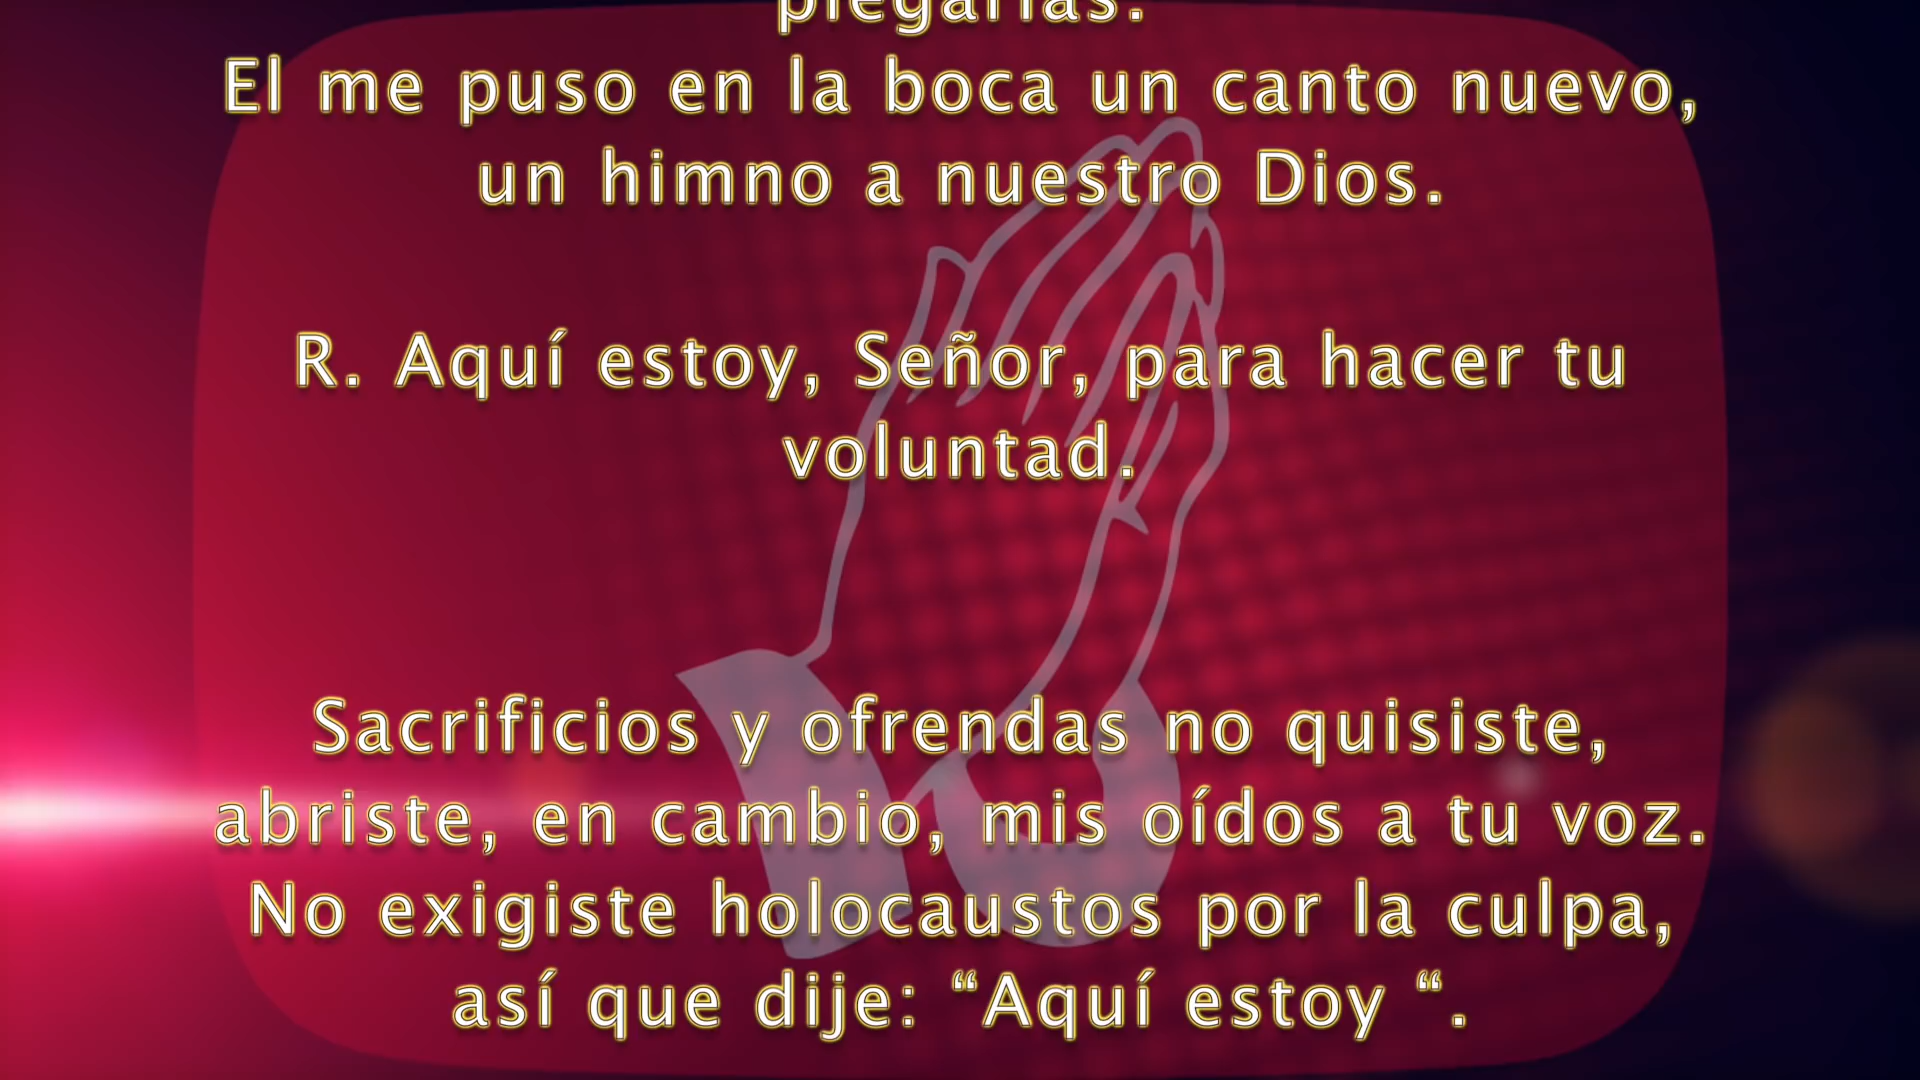 plegarias.
El me puso en la boca un canto nuevo,
un himno a nuestro Dios.
R. Aquí estoy, Señor, para hacer tu
voluntad.
Sacrificios y ofrendas no quisiste,
abriste, en cambio, mis oídos a tu voz.
No exigiste holocaustos por la culpa,
así que dije: “Aquí estoy “.